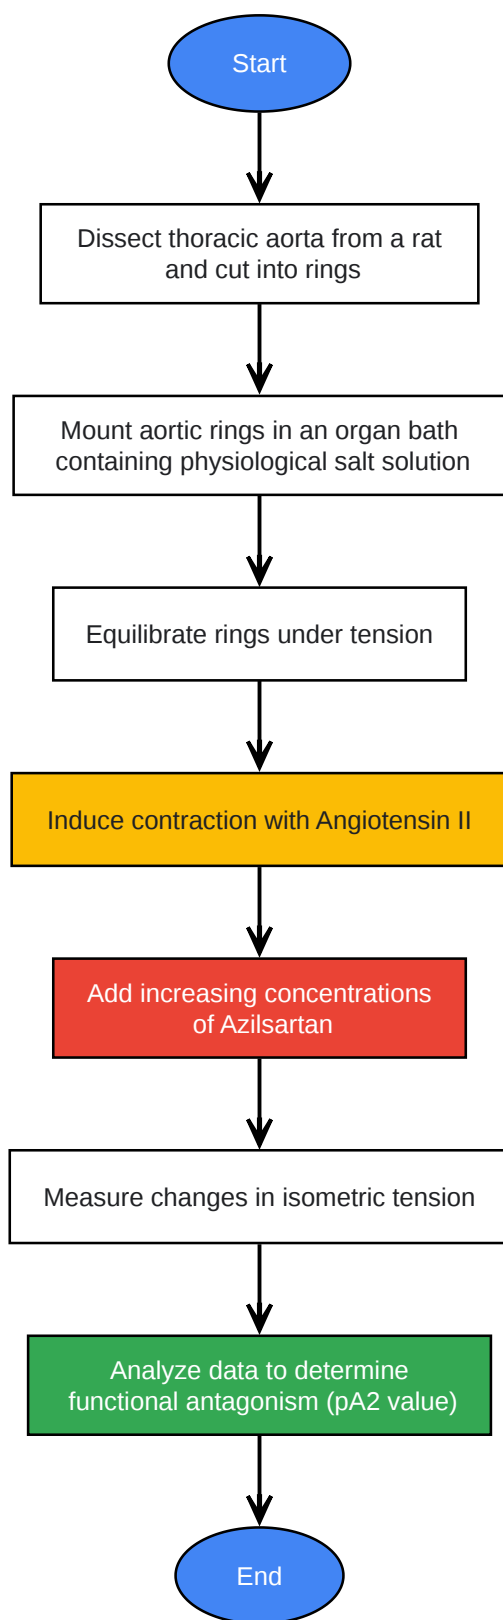 Start
Dissect thoracic aorta from a rat
and cut into rings
Mount aortic rings in an organ bath
containing physiological salt solution
Equilibrate rings under tension
Induce contraction with Angiotensin II
Add increasing concentrations
of Azilsartan
Measure changes in isometric tension
Analyze data to determine
functional antagonism (pA2 value)
End